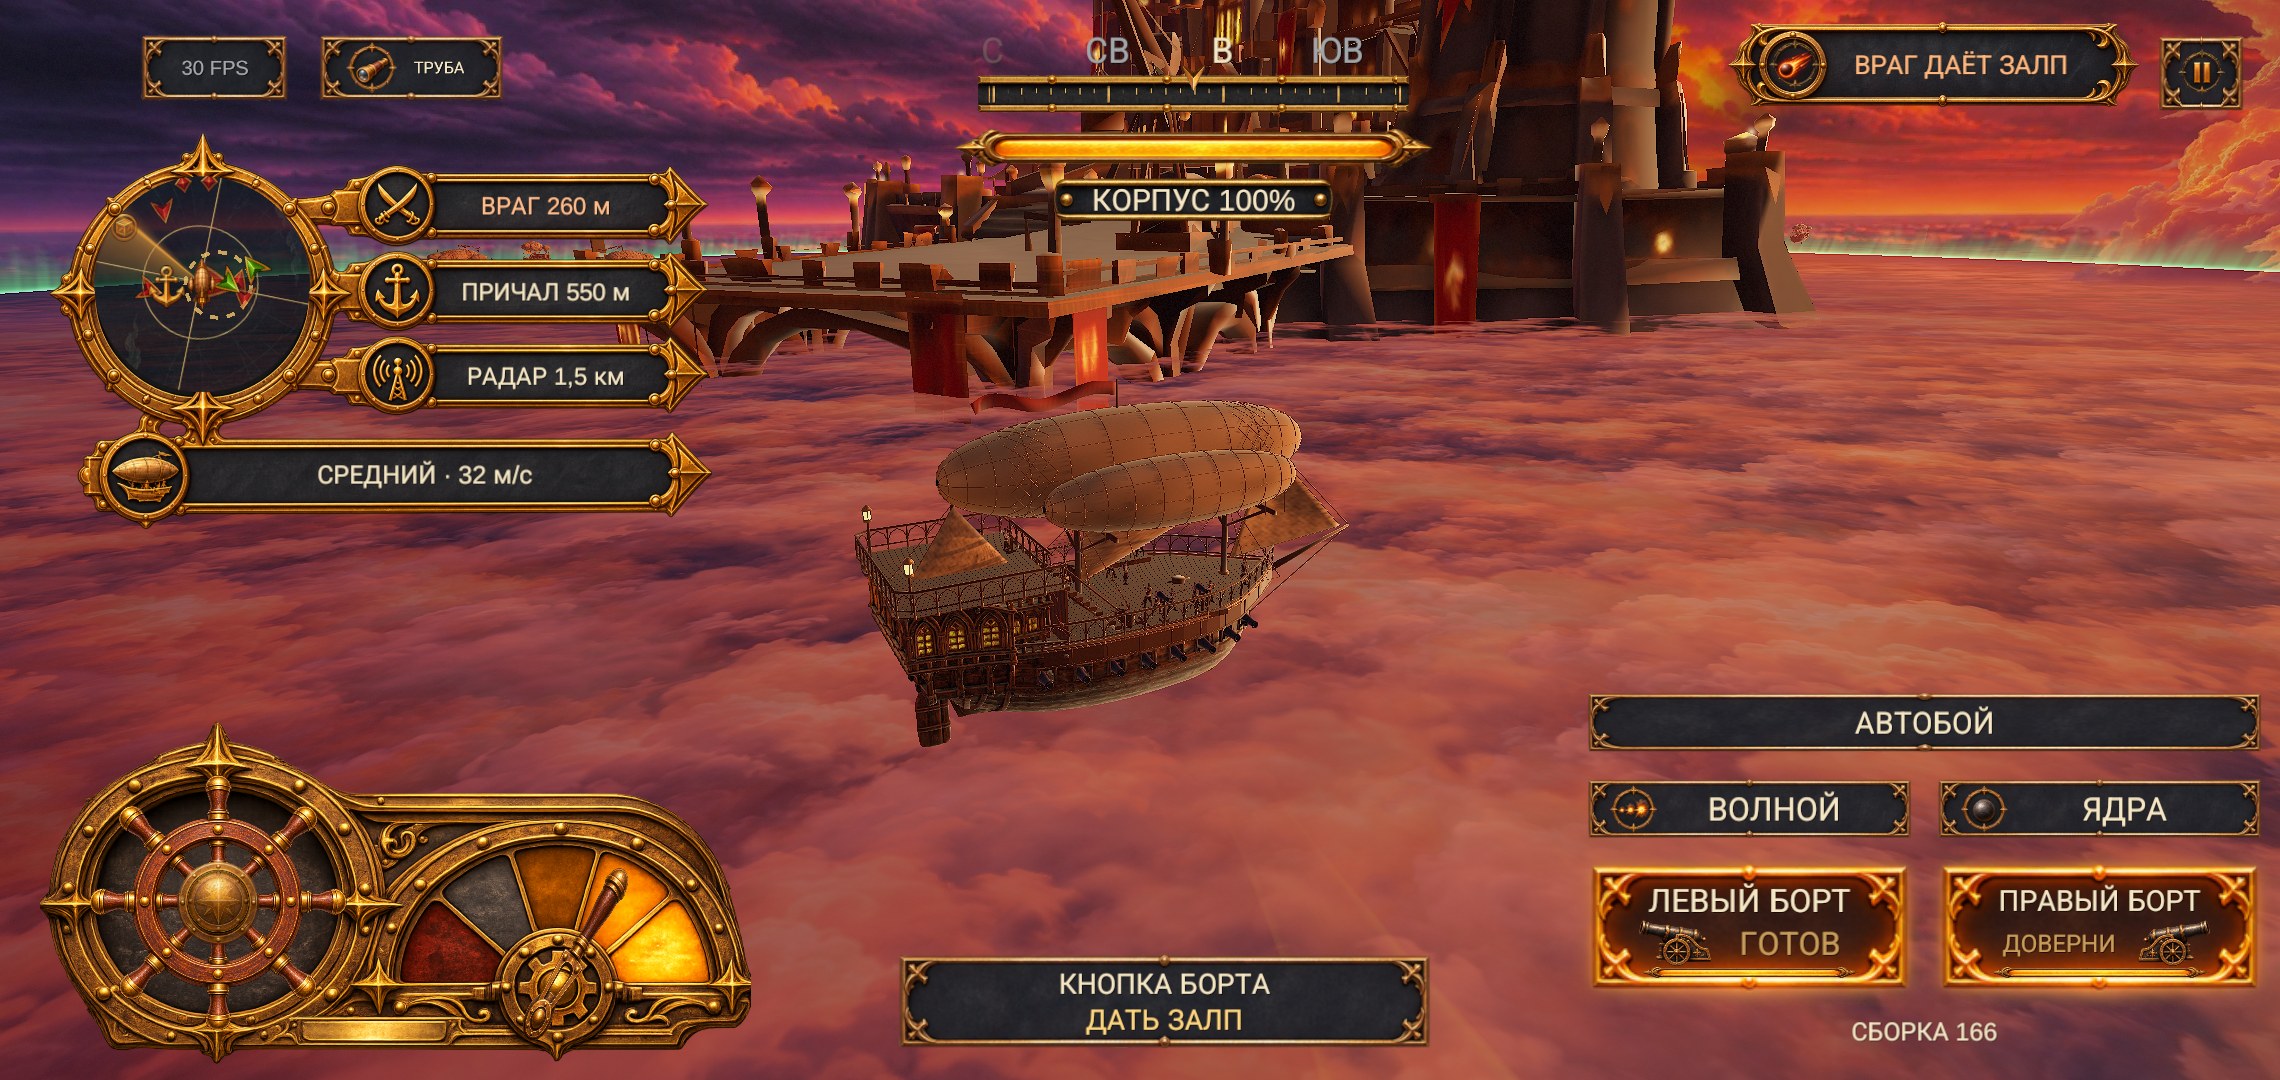 30 FPS
ТРУБА
С СВ В ЮВ
ВРАГ ДАЁТ ЗАЛП
КОРПУС 100%
ВРАГ 260 м
ПРИЧАЛ 550 м
РАДАР 1,5 км
СРЕДНИЙ · 32 м/с
АВТОБОЙ
ВОЛНОЙ
ЯДРА
ЛЕВЫЙ БОРТ
ГОТОВ
ПРАВЫЙ БОРТ
ДОВЕРНИ
КНОПКА БОРТА
ДАТЬ ЗАЛП
СБОРКА 166